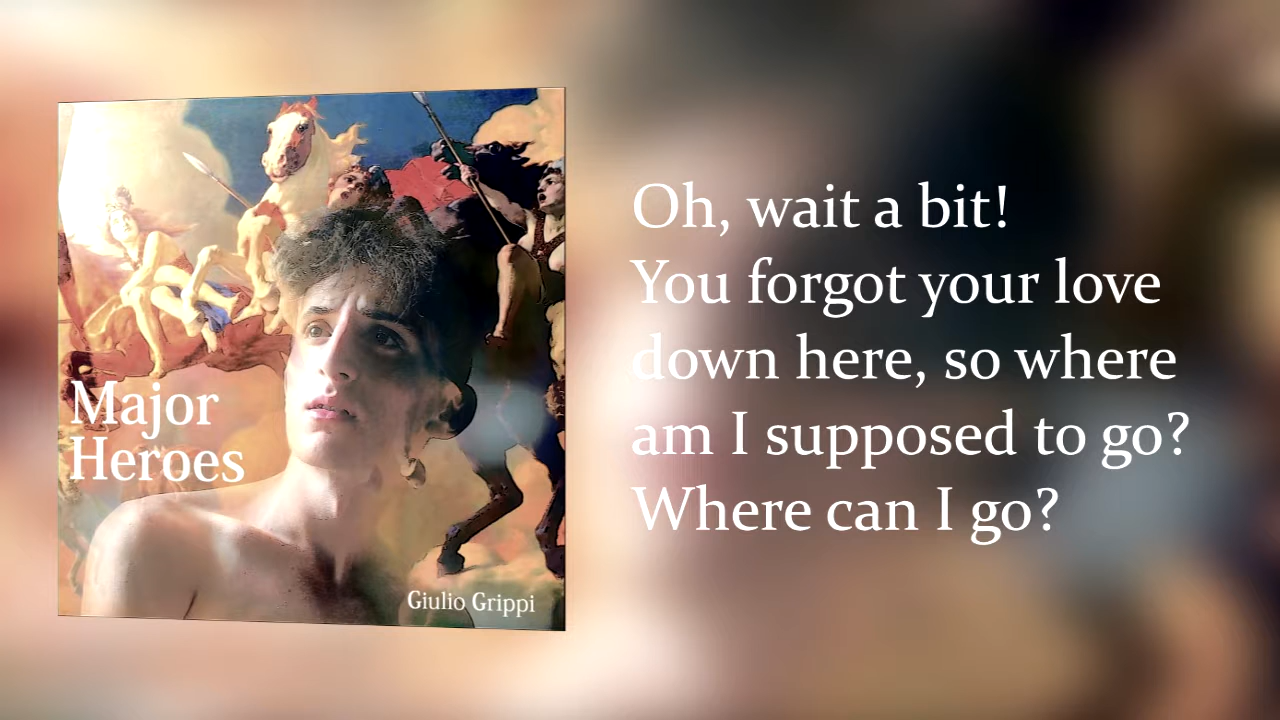 Major
Heroes
Giulio Grippi
Oh, wait a bit!
You forgot your love
down here, so where
am I supposed to go?
Where can I go?